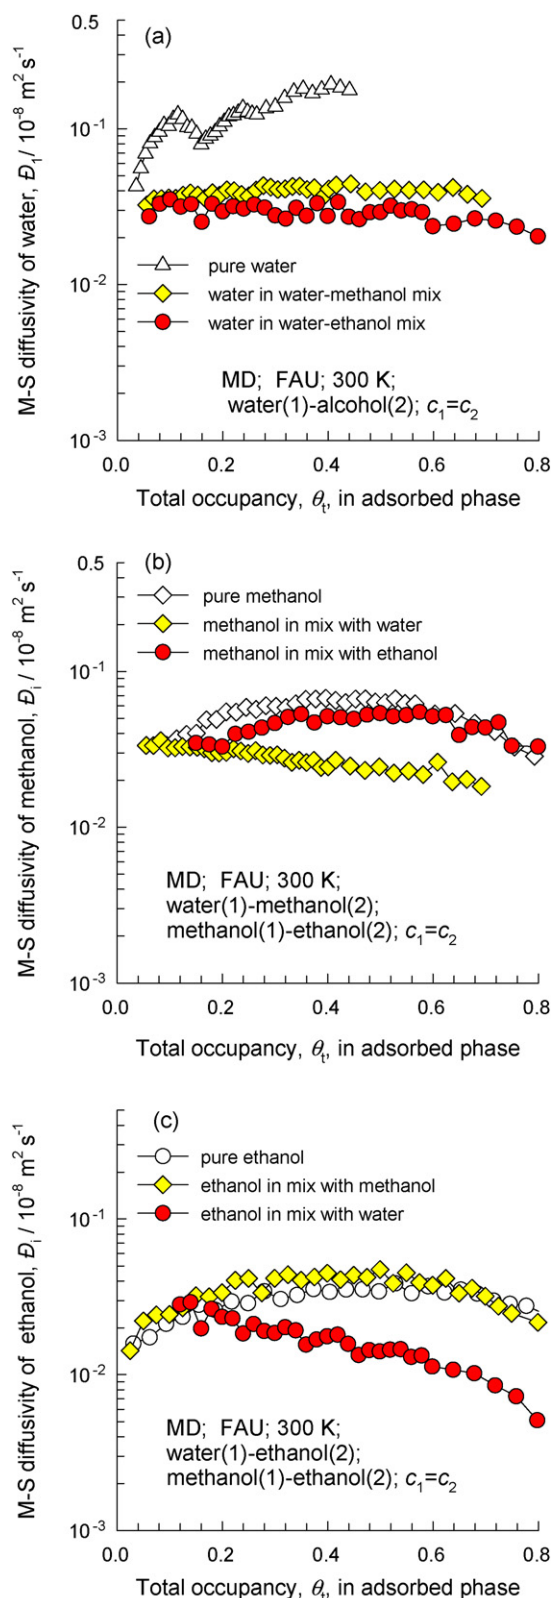 (a)
0.5
10⁻¹
10⁻²
10⁻³
M-S diffusivity of water, Đ₁/ 10⁻⁸ m² s⁻¹
pure water
water in water-methanol mix
water in water-ethanol mix
MD; FAU; 300 K;
water(1)-alcohol(2); c₁=c₂
0.0 0.2 0.4 0.6 0.8
Total occupancy, θₜ, in adsorbed phase
(b)
0.5
10⁻¹
10⁻²
10⁻³
M-S diffusivity of methanol, Đᵢ / 10⁻⁸ m² s⁻¹
pure methanol
methanol in mix with water
methanol in mix with ethanol
MD; FAU; 300 K;
water(1)-methanol(2);
methanol(1)-ethanol(2); c₁=c₂
0.0 0.2 0.4 0.6 0.8
Total occupancy, θₜ, in adsorbed phase
(c)
10⁻¹
10⁻²
10⁻³
M-S diffusivity of ethanol, Đᵢ / 10⁻⁸ m² s⁻¹
pure ethanol
ethanol in mix with methanol
ethanol in mix with water
MD; FAU; 300 K;
water(1)-ethanol(2);
methanol(1)-ethanol(2); c₁=c₂
0.0 0.2 0.4 0.6 0.8
Total occupancy, θₜ, in adsorbed phase